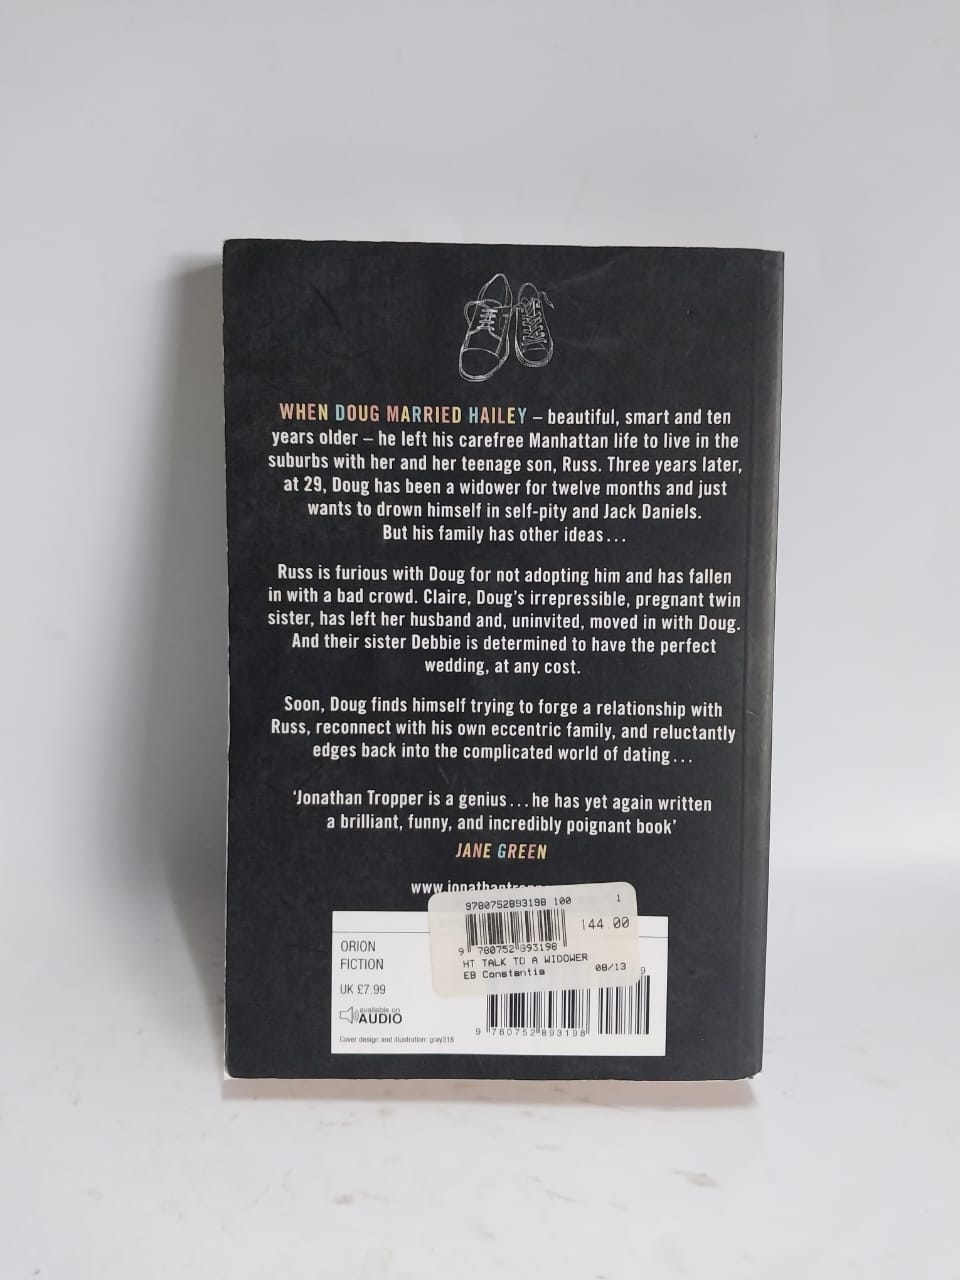 WHEN DOUG MARRIED HAILEY – beautiful, smart and ten
years older – he left his carefree Manhattan life to live in the
suburbs with her and her teenage son, Russ. Three years later,
at 29, Doug has been a widower for twelve months and just
wants to drown himself in self-pity and Jack Daniels.
But his family has other ideas...
Russ is furious with Doug for not adopting him and has fallen
in with a bad crowd. Claire, Doug's irrepressible, pregnant twin
sister, has left her husband and, uninvited, moved in with Doug.
And their sister Debbie is determined to have the perfect
wedding, at any cost.
Soon, Doug finds himself trying to forge a relationship with
Russ, reconnect with his own eccentric family, and reluctantly
edges back into the complicated world of dating...
'Jonathan Tropper is a genius...he has yet again written
a brilliant, funny, and incredibly poignant book'
JANE GREEN
9780752893198 100 1
144.00
9 780752 893198
HT TALK TO A WIDOWER
EB Constantia 08/13
ORION
FICTION
UK £7.99
available on
AUDIO
Cover design and illustration: gray318
9 780752 893198